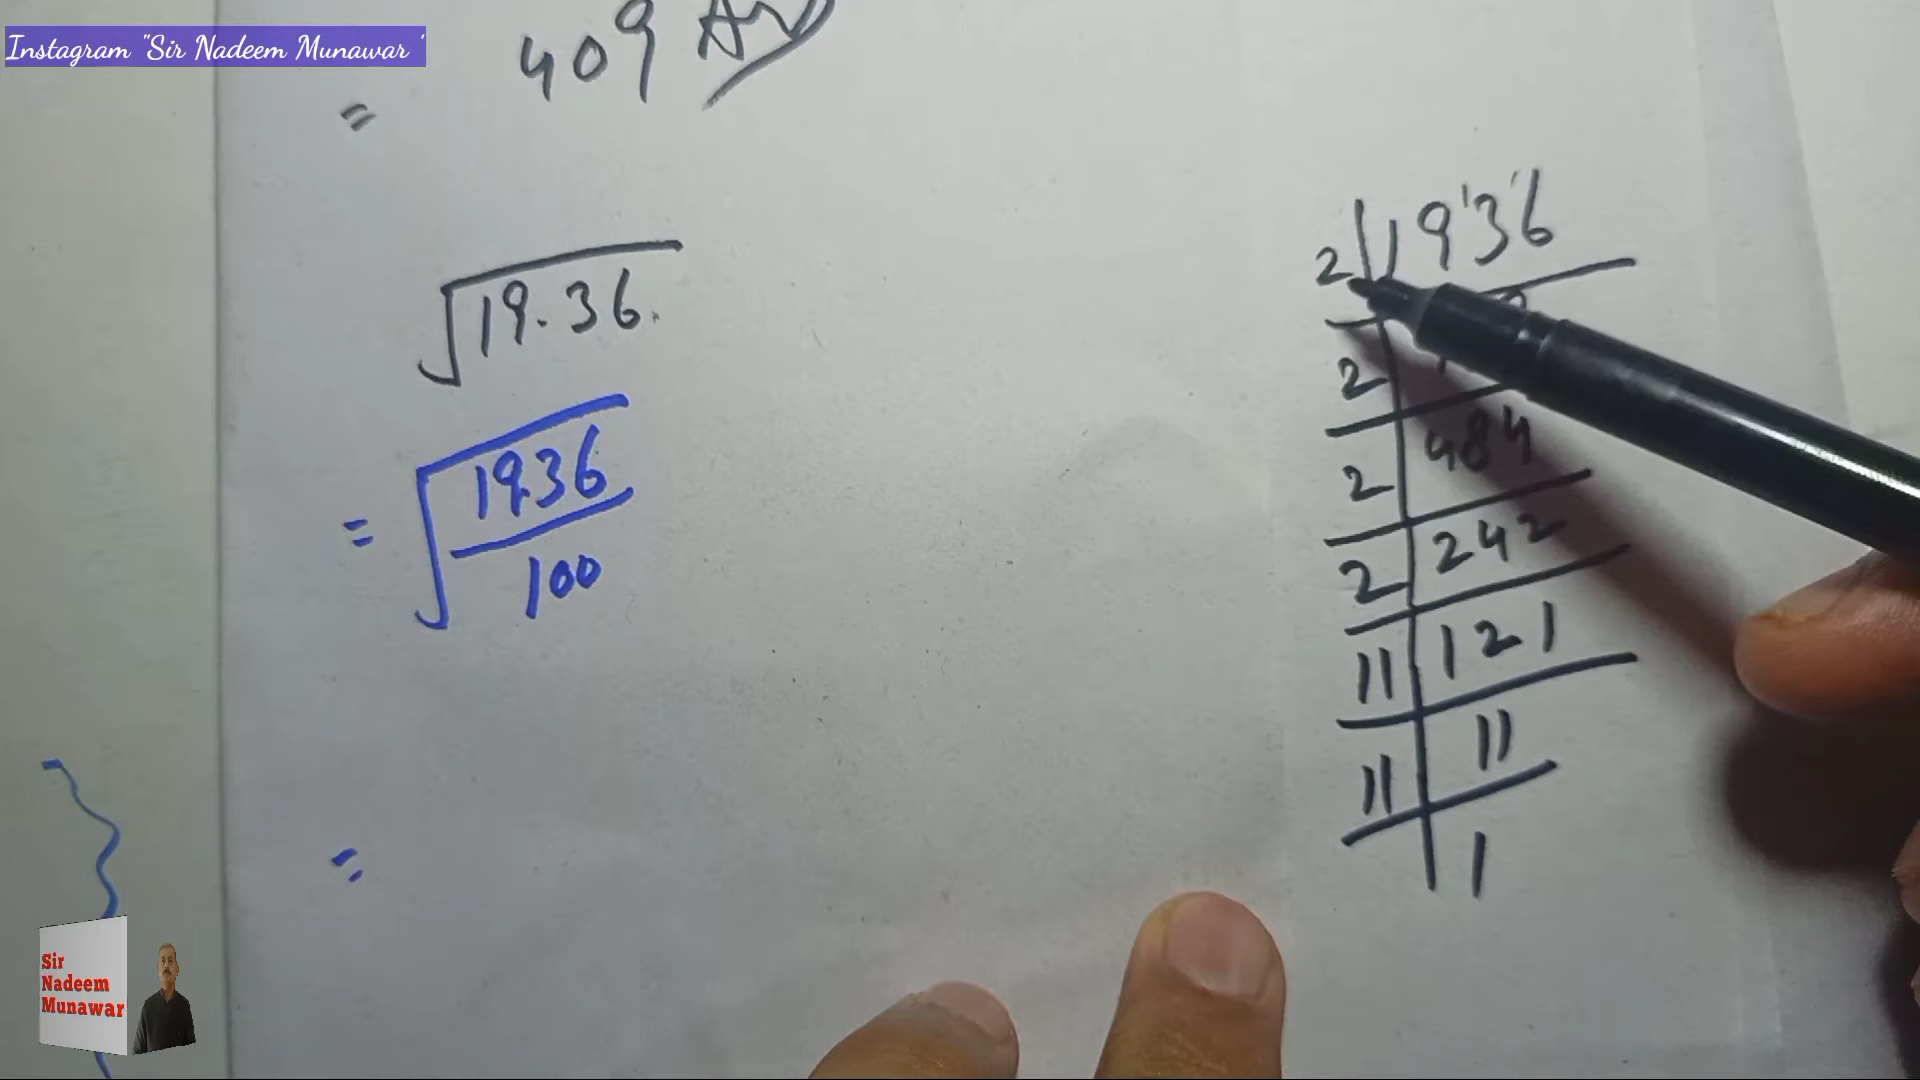 Instagram "Sir Nadeem Munawar"
= 409 Ans
√19.36
= √1936/100
=
2 | 1936
2
2 | 484
2 | 242
11 | 121
11 | 11
1
Sir
Nadeem
Munawar